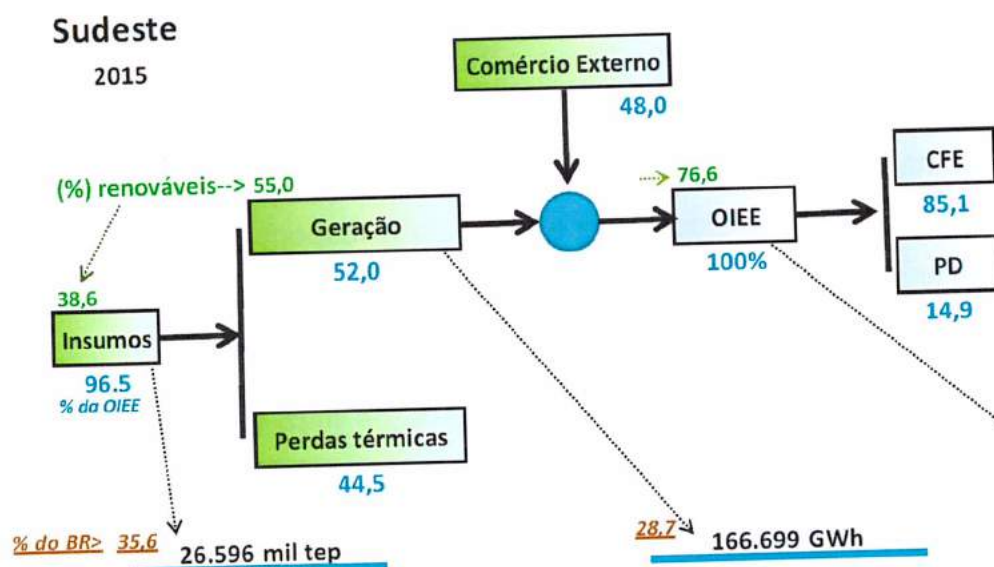 Sudeste
2015
Comércio Externo
48,0
(%) renováveis--> 55,0
76,6
CFE
85,1
Geração
52,0
OIEE
100%
PD
14,9
38,6
Insumos
96.5
% da OIEE
Perdas térmicas
44,5
% do BR> 35,6
26.596 mil tep
28,7
166.699 GWh